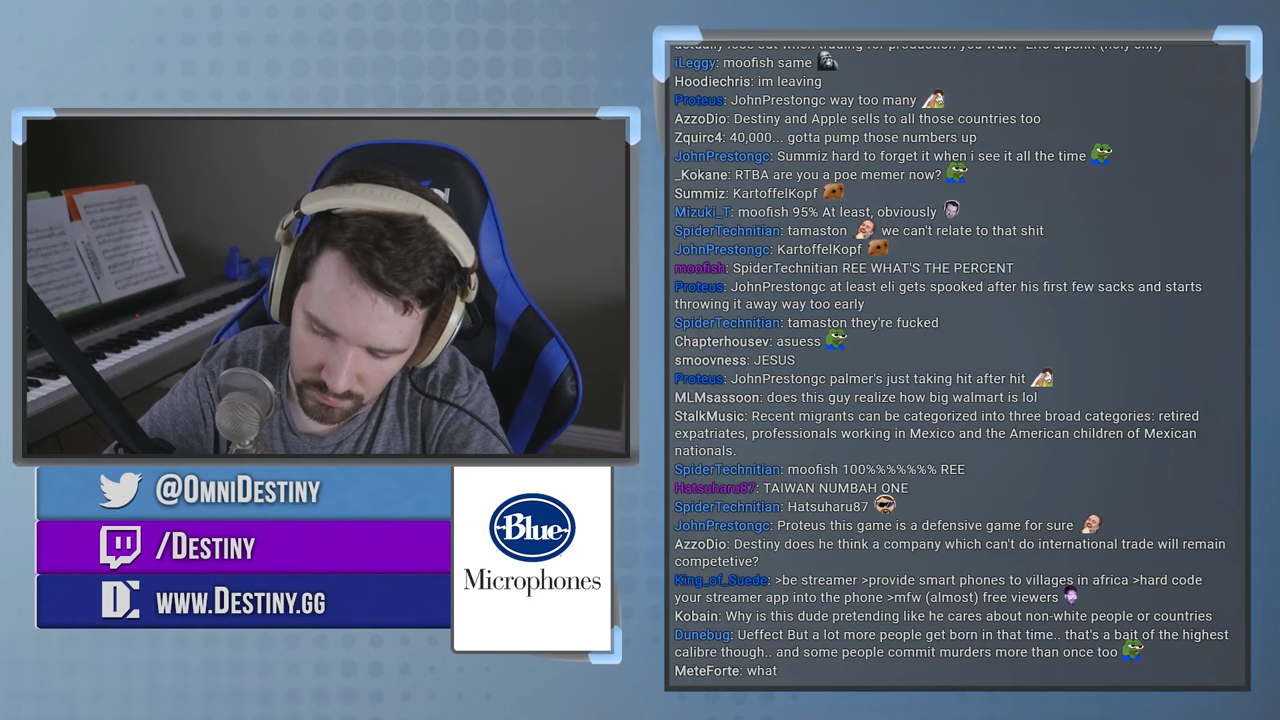 iLeggy: moofish same
Hoodiechris: im leaving
Proteus: JohnPrestongc way too many
AzzoDio: Destiny and Apple sells to all those countries too
Zquirc4: 40,000... gotta pump those numbers up
JohnPrestongc: Summiz hard to forget it when i see it all the time
_Kokane: RTBA are you a poe memer now?
Summiz: KartoffelKopf
Mizuki_T: moofish 95% At least, obviously
SpiderTechnitian: tamaston we can't relate to that shit
JohnPrestongc: KartoffelKopf
moofish: SpiderTechnitian REE WHAT'S THE PERCENT
Proteus: JohnPrestongc at least eli gets spooked after his first few sacks and starts
throwing it away way too early
SpiderTechnitian: tamaston they're fucked
Chapterhousev: asuess
smoovness: JESUS
Proteus: JohnPrestongc palmer's just taking hit after hit
MLMsassoon: does this guy realize how big walmart is lol
StalkMusic: Recent migrants can be categorized into three broad categories: retired
expatriates, professionals working in Mexico and the American children of Mexican
nationals.
SpiderTechnitian: moofish 100%%%%%%% REE
Hatsuharu87: TAIWAN NUMBAH ONE
SpiderTechnitian: Hatsuharu87
JohnPrestongc: Proteus this game is a defensive game for sure
AzzoDio: Destiny does he think a company which can't do international trade will remain
competetive?
King_of_Suede: >be streamer >provide smart phones to villages in africa >hard code
your streamer app into the phone >mfw (almost) free viewers
Kobain: Why is this dude pretending like he cares about non-white people or countries
Dunebug: Ueffect But a lot more people get born in that time.. that's a bait of the highest
calibre though.. and some people commit murders more than once too
MeteForte: what
@OmniDestiny
/Destiny
www.Destiny.gg
Blue
Microphones